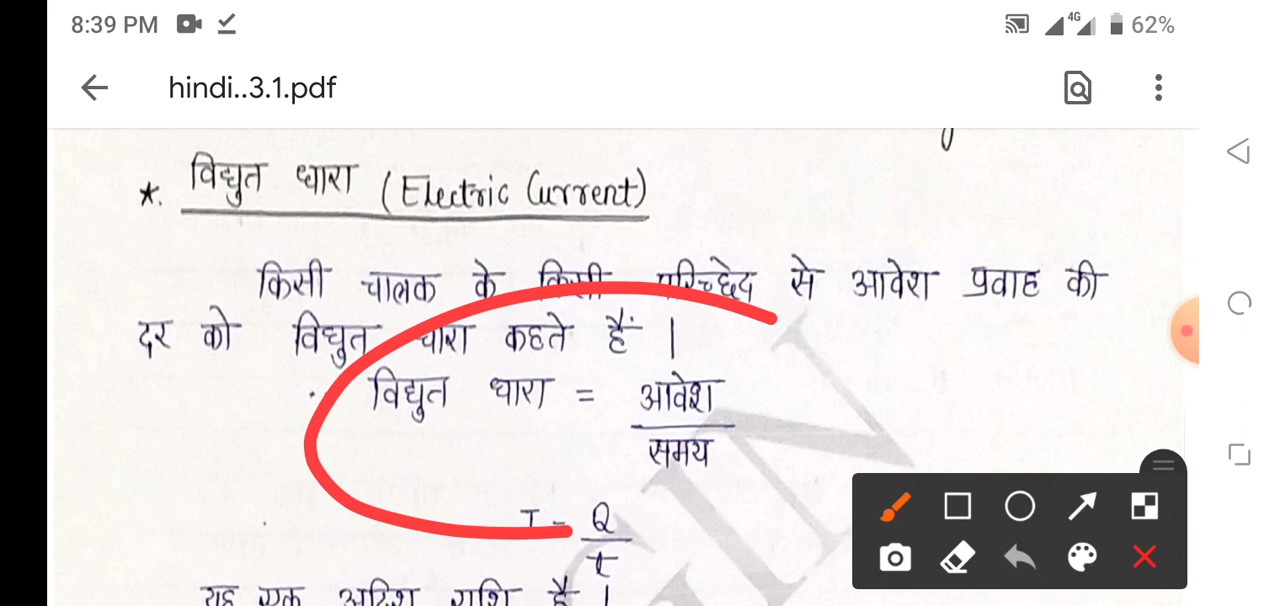 8:39 PM 4G 62%
hindi..3.1.pdf
*. विद्युत धारा (Electric Current)
किसी चालक के किसी परिच्छेद से आवेश प्रवाह की
दर को विद्युत धारा कहते हैं |
विद्युत धारा = आवेश
समय
I = Q
t
यह एक अदिश राशि है |